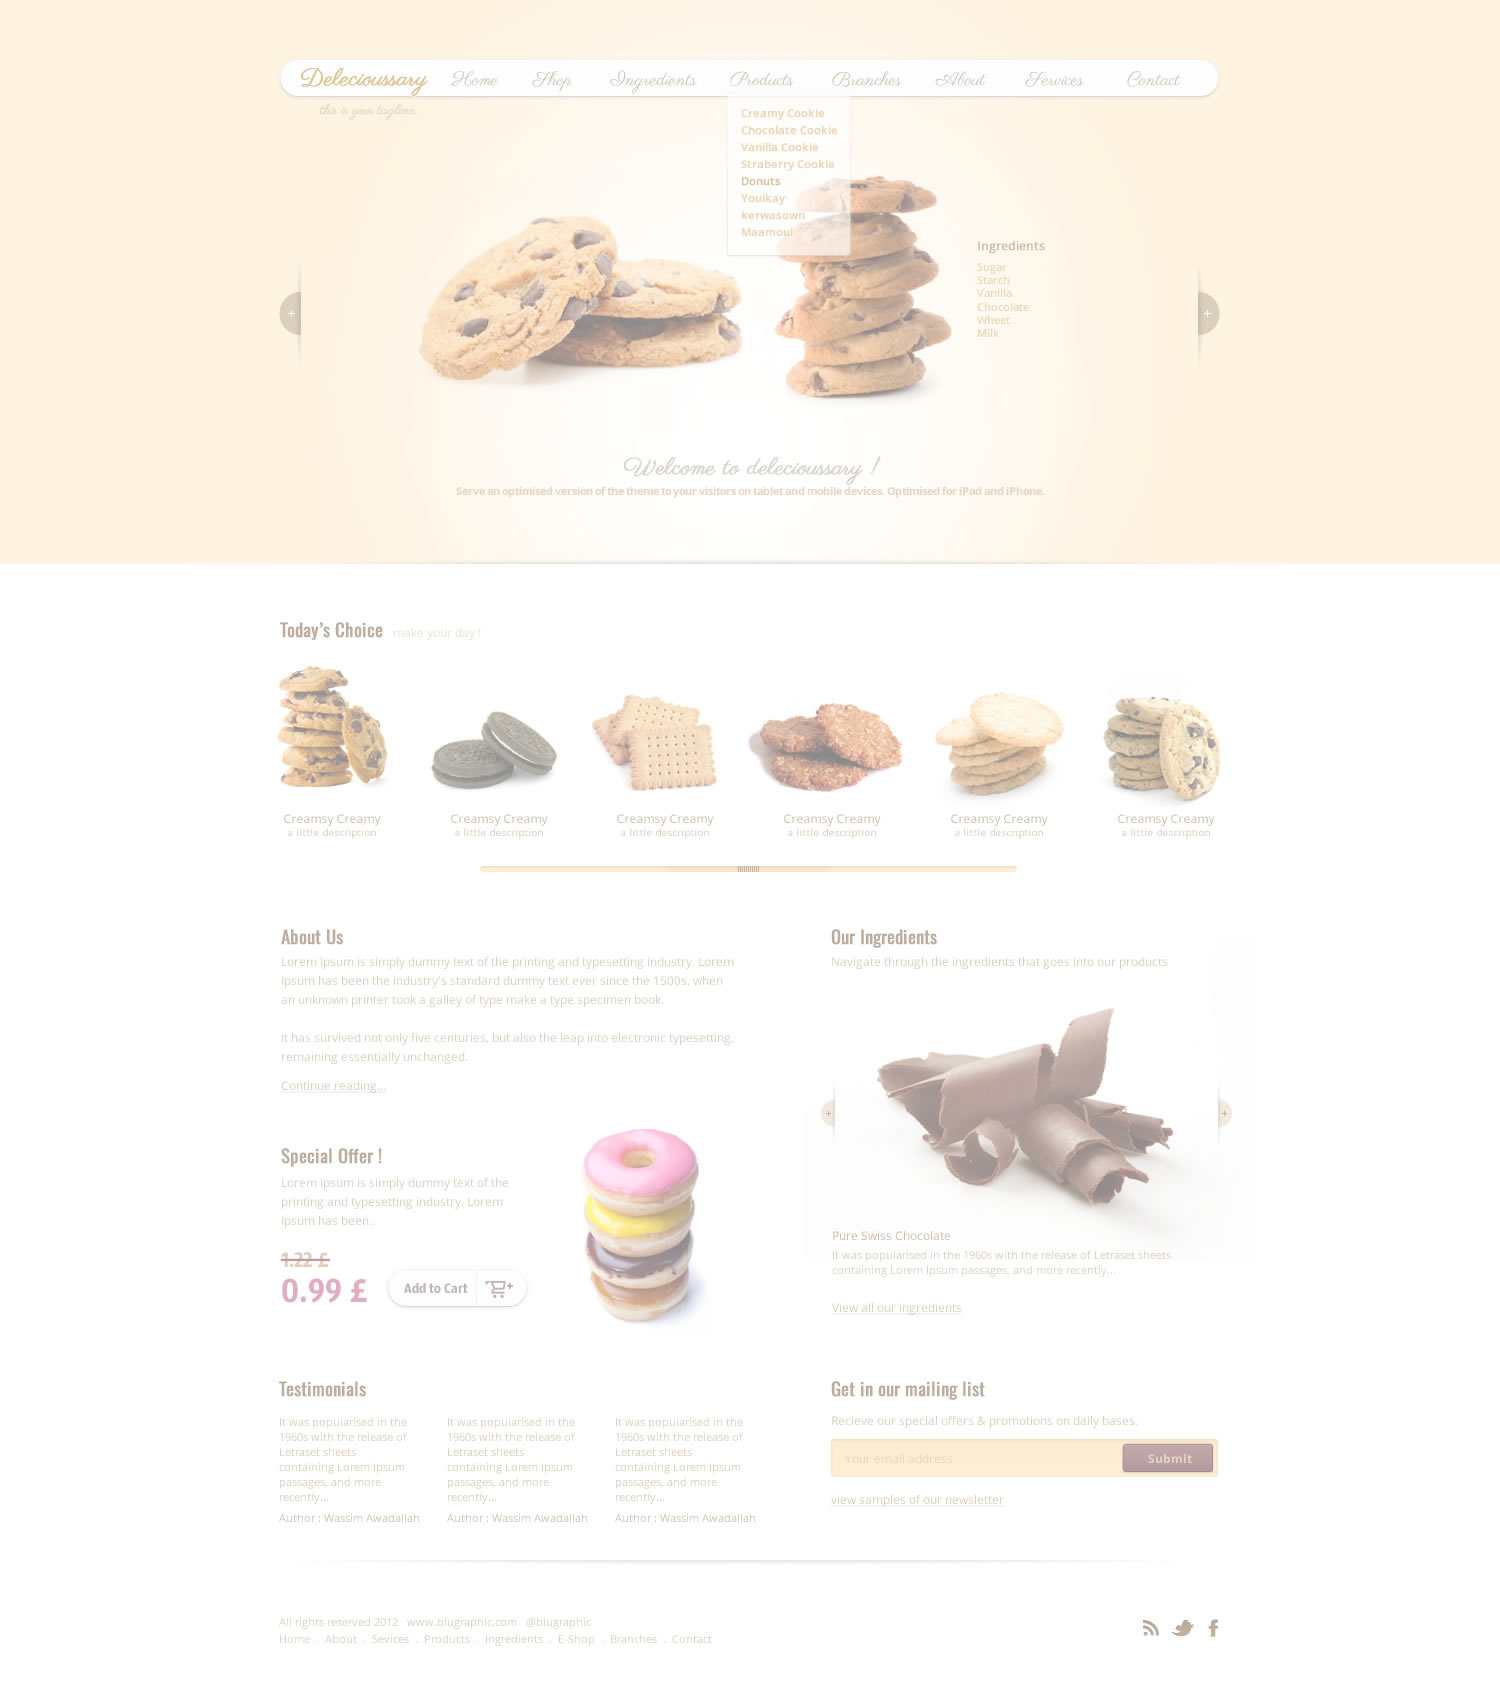 Delecioussary
Home
Shop
Ingredients
Products
Branches
About
Services
Contact
this is your tagline..
Creamy Cookie
Chocolate Cookie
Vanilla Cookie
Straberry Cookie
Donuts
Youikay
kerwasown
Maamoul
Ingredients
Sugar
Starch
Vanilla
Chocolate
Wheet
Milk
Welcome to delecioussary !
Serve an optimised version of the theme to your visitors on tablet and mobile devices. Optimised for iPad and iPhone.
Today's Choice make your day !
Creamsy Creamy
a little description
Creamsy Creamy
a little description
Creamsy Creamy
a little description
Creamsy Creamy
a little description
Creamsy Creamy
a little description
Creamsy Creamy
a little description
About Us
Lorem Ipsum is simply dummy text of the printing and typesetting industry. Lorem
Ipsum has been the industry's standard dummy text ever since the 1500s, when
an unknown printer took a galley of type make a type specimen book.
It has survived not only five centuries, but also the leap into electronic typesetting,
remaining essentially unchanged.
Continue reading...
Our Ingredients
Navigate through the ingredients that goes into our products
Pure Swiss Chocolate
It was popularised in the 1960s with the release of Letraset sheets
containing Lorem Ipsum passages, and more recently...
View all our ingredients
Special Offer !
Lorem Ipsum is simply dummy text of the
printing and typesetting industry. Lorem
Ipsum has been..
1.22 £
0.99 £
Add to Cart
Testimonials
It was popularised in the
1960s with the release of
Letraset sheets
containing Lorem Ipsum
passages, and more
recently...
Author : Wassim Awadallah
It was popularised in the
1960s with the release of
Letraset sheets
containing Lorem Ipsum
passages, and more
recently...
Author : Wassim Awadallah
It was popularised in the
1960s with the release of
Letraset sheets
containing Lorem Ipsum
passages, and more
recently...
Author : Wassim Awadallah
Get in our mailing list
Recieve our special offers & promotions on daily bases.
Your email address
Submit
view samples of our newsletter
All rights reserved 2012 www.blugraphic.com @blugraphic
Home . About . Sevices . Products . Ingredients . E-Shop . Branches . Contact